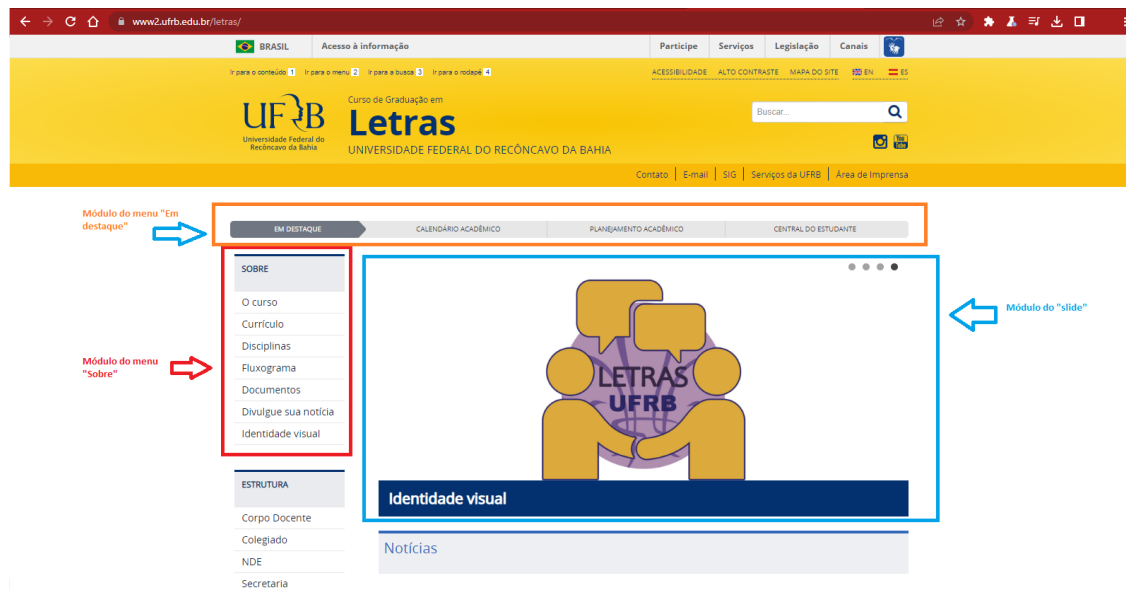 www2.ufrb.edu.br/letras/
BRASIL Acesso à informação Participe Serviços Legislação Canais
Ir para o conteúdo 1 Ir para o menu 2 Ir para a busca 3 Ir para o rodapé 4 ACESSIBILIDADE ALTO CONTRASTE MAPA DO SITE EN ES
UFRB
Universidade Federal do
Recôncavo da Bahia
Curso de Graduação em
Letras
UNIVERSIDADE FEDERAL DO RECÔNCAVO DA BAHIA
Buscar...
You
Tube
Contato E-mail SIG Serviços da UFRB Área de Imprensa
Módulo do menu "Em
destaque"
EM DESTAQUE CALENDÁRIO ACADÊMICO PLANEJAMENTO ACADÊMICO CENTRAL DO ESTUDANTE
SOBRE
O curso
Currículo
Disciplinas
Fluxograma
Documentos
Divulgue sua notícia
Identidade visual
Módulo do menu
"Sobre"
LETRAS
UFRB
Identidade visual
Módulo do "slide"
ESTRUTURA
Corpo Docente
Colegiado
NDE
Secretaria
Notícias